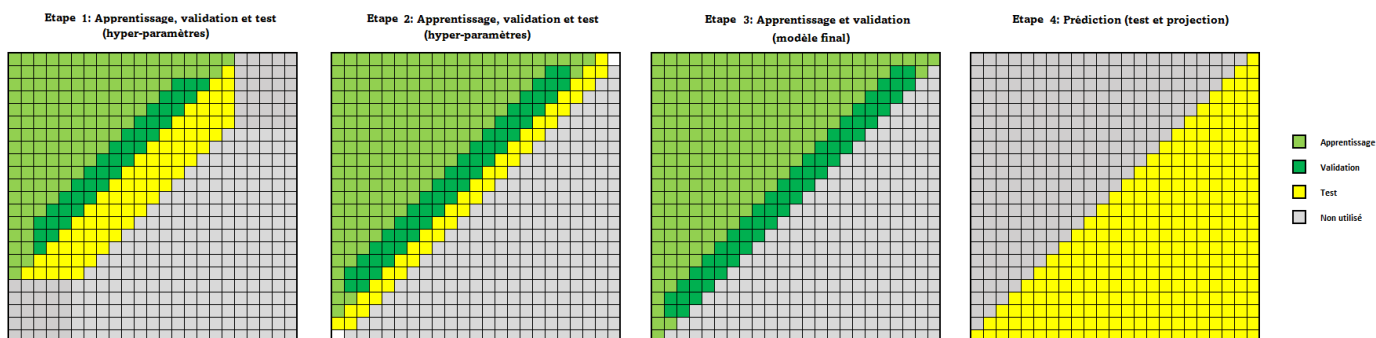 Etape 1: Apprentissage, validation et test
(hyper-paramètres)
Etape 2: Apprentissage, validation et test
(hyper-paramètres)
Etape 3: Apprentissage et validation
(modèle final)
Etape 4: Prédiction (test et projection)
Apprentissage
Validation
Test
Non utilisé